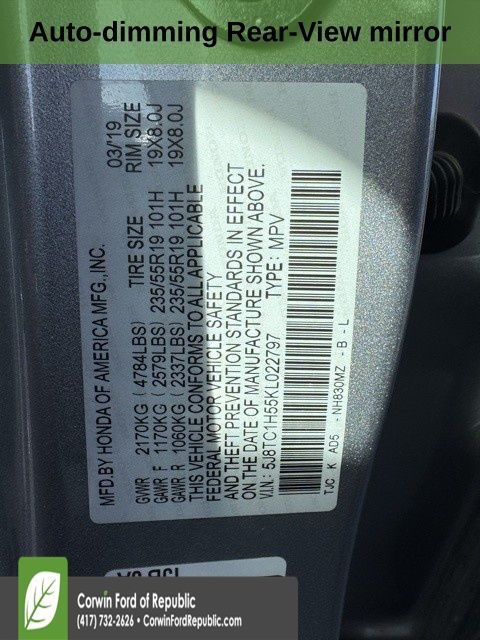 Auto-dimming Rear-View mirror
MFD.BY HONDA OF AMERICA MFG.,INC. 03/'19
GVWR 2170KG ( 4784LBS) TIRE SIZE RIM SIZE
GAWR F 1170KG ( 2579LBS) 235/55R19 101H 19X8.0J
GAWR R 1060KG ( 2337LBS) 235/55R19 101H 19X8.0J
THIS VEHICLE CONFORMS TO ALL APPLICABLE
FEDERAL MOTOR VEHICLE SAFETY
AND THEFT PREVENTION STANDARDS IN EFFECT
ON THE DATE OF MANUFACTURE SHOWN ABOVE.
V.I.N.: 5J8TC1H55KL022797 TYPE: MPV
TJC K AD5 - NH830MZ - B - L
Corwin Ford of Republic
(417) 732-2626 • CorwinFordRepublic.com